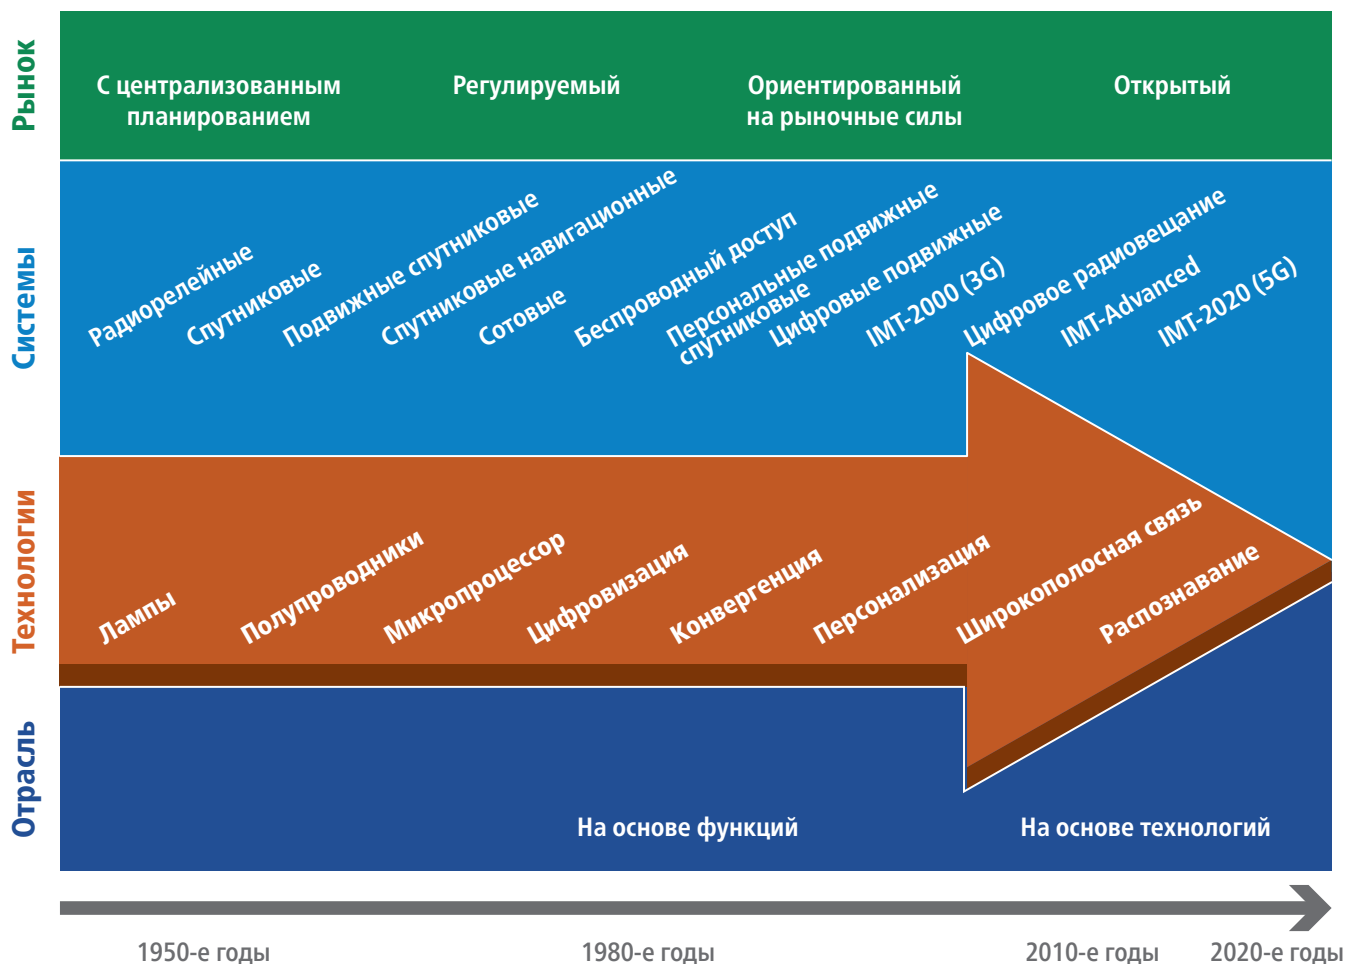 Рынок
С централизованным
планированием
Регулируемый
Ориентированный
на рыночные силы
Открытый
Системы
Радиорелейные
Спутниковые
Подвижные спутниковые
Спутниковые навигационные
Сотовые
Беспроводный доступ
Персональные подвижные
спутниковые
Цифровые подвижные
IMT-2000 (3G)
Цифровое радиовещание
IMT-Advanced
IMT-2020 (5G)
Технологии
Лампы
Полупроводники
Микропроцессор
Цифровизация
Конвергенция
Персонализация
Широкополосная связь
Распознавание
Отрасль
На основе функций
На основе технологий
1950-е годы
1980-е годы
2010-е годы
2020-е годы